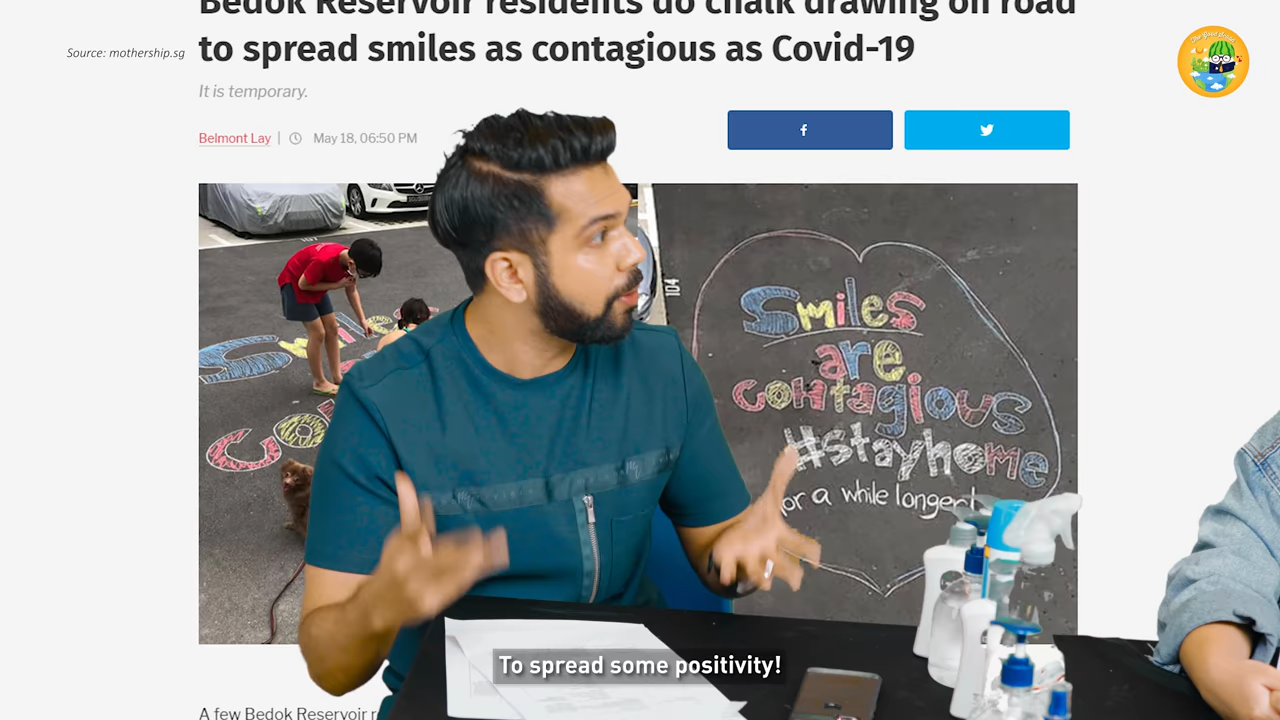 Bedok Reservoir residents do chalk drawing on road
Source: mothership.sg
to spread smiles as contagious as Covid-19
It is temporary.
Belmont Lay | May 18, 06:50 PM
Smiles
are
contagious
#stayhome
for a while longer!
104
107
To spread some positivity!
A few Bedok Reservoir r